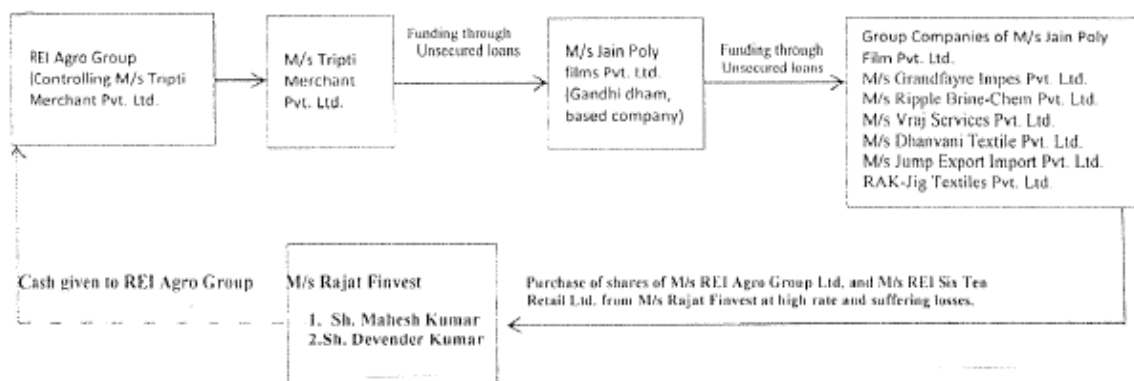 REI Agro Group
(Controlling M/s Tripti
Merchant Pvt. Ltd.
M/s Tripti
Merchant
Pvt. Ltd.
Funding through
Unsecured loans
M/s Jain Poly
films Pvt. Ltd.
(Gandhi dham,
based company)
Funding through
Unsecured loans
Group Companies of M/s Jain Poly
Film Pvt. Ltd.
M/s Grandfayre Impes Pvt. Ltd.
M/s Ripple Brine-Chem Pvt. Ltd.
M/s Vraj Services Pvt. Ltd.
M/s Dhanvani Textile Pvt. Ltd.
M/s Jump Export Import Pvt. Ltd.
RAK-Jig Textiles Pvt. Ltd.
Cash given to REI Agro Group
M/s Rajat Finvest
1. Sh. Mahesh Kumar
2.Sh. Devender Kumar
Purchase of shares of M/s REI Agro Group Ltd, and M/s REI Six Ten
Retail Ltd. from M/s Rajat Finvest at high rate and suffering losses.